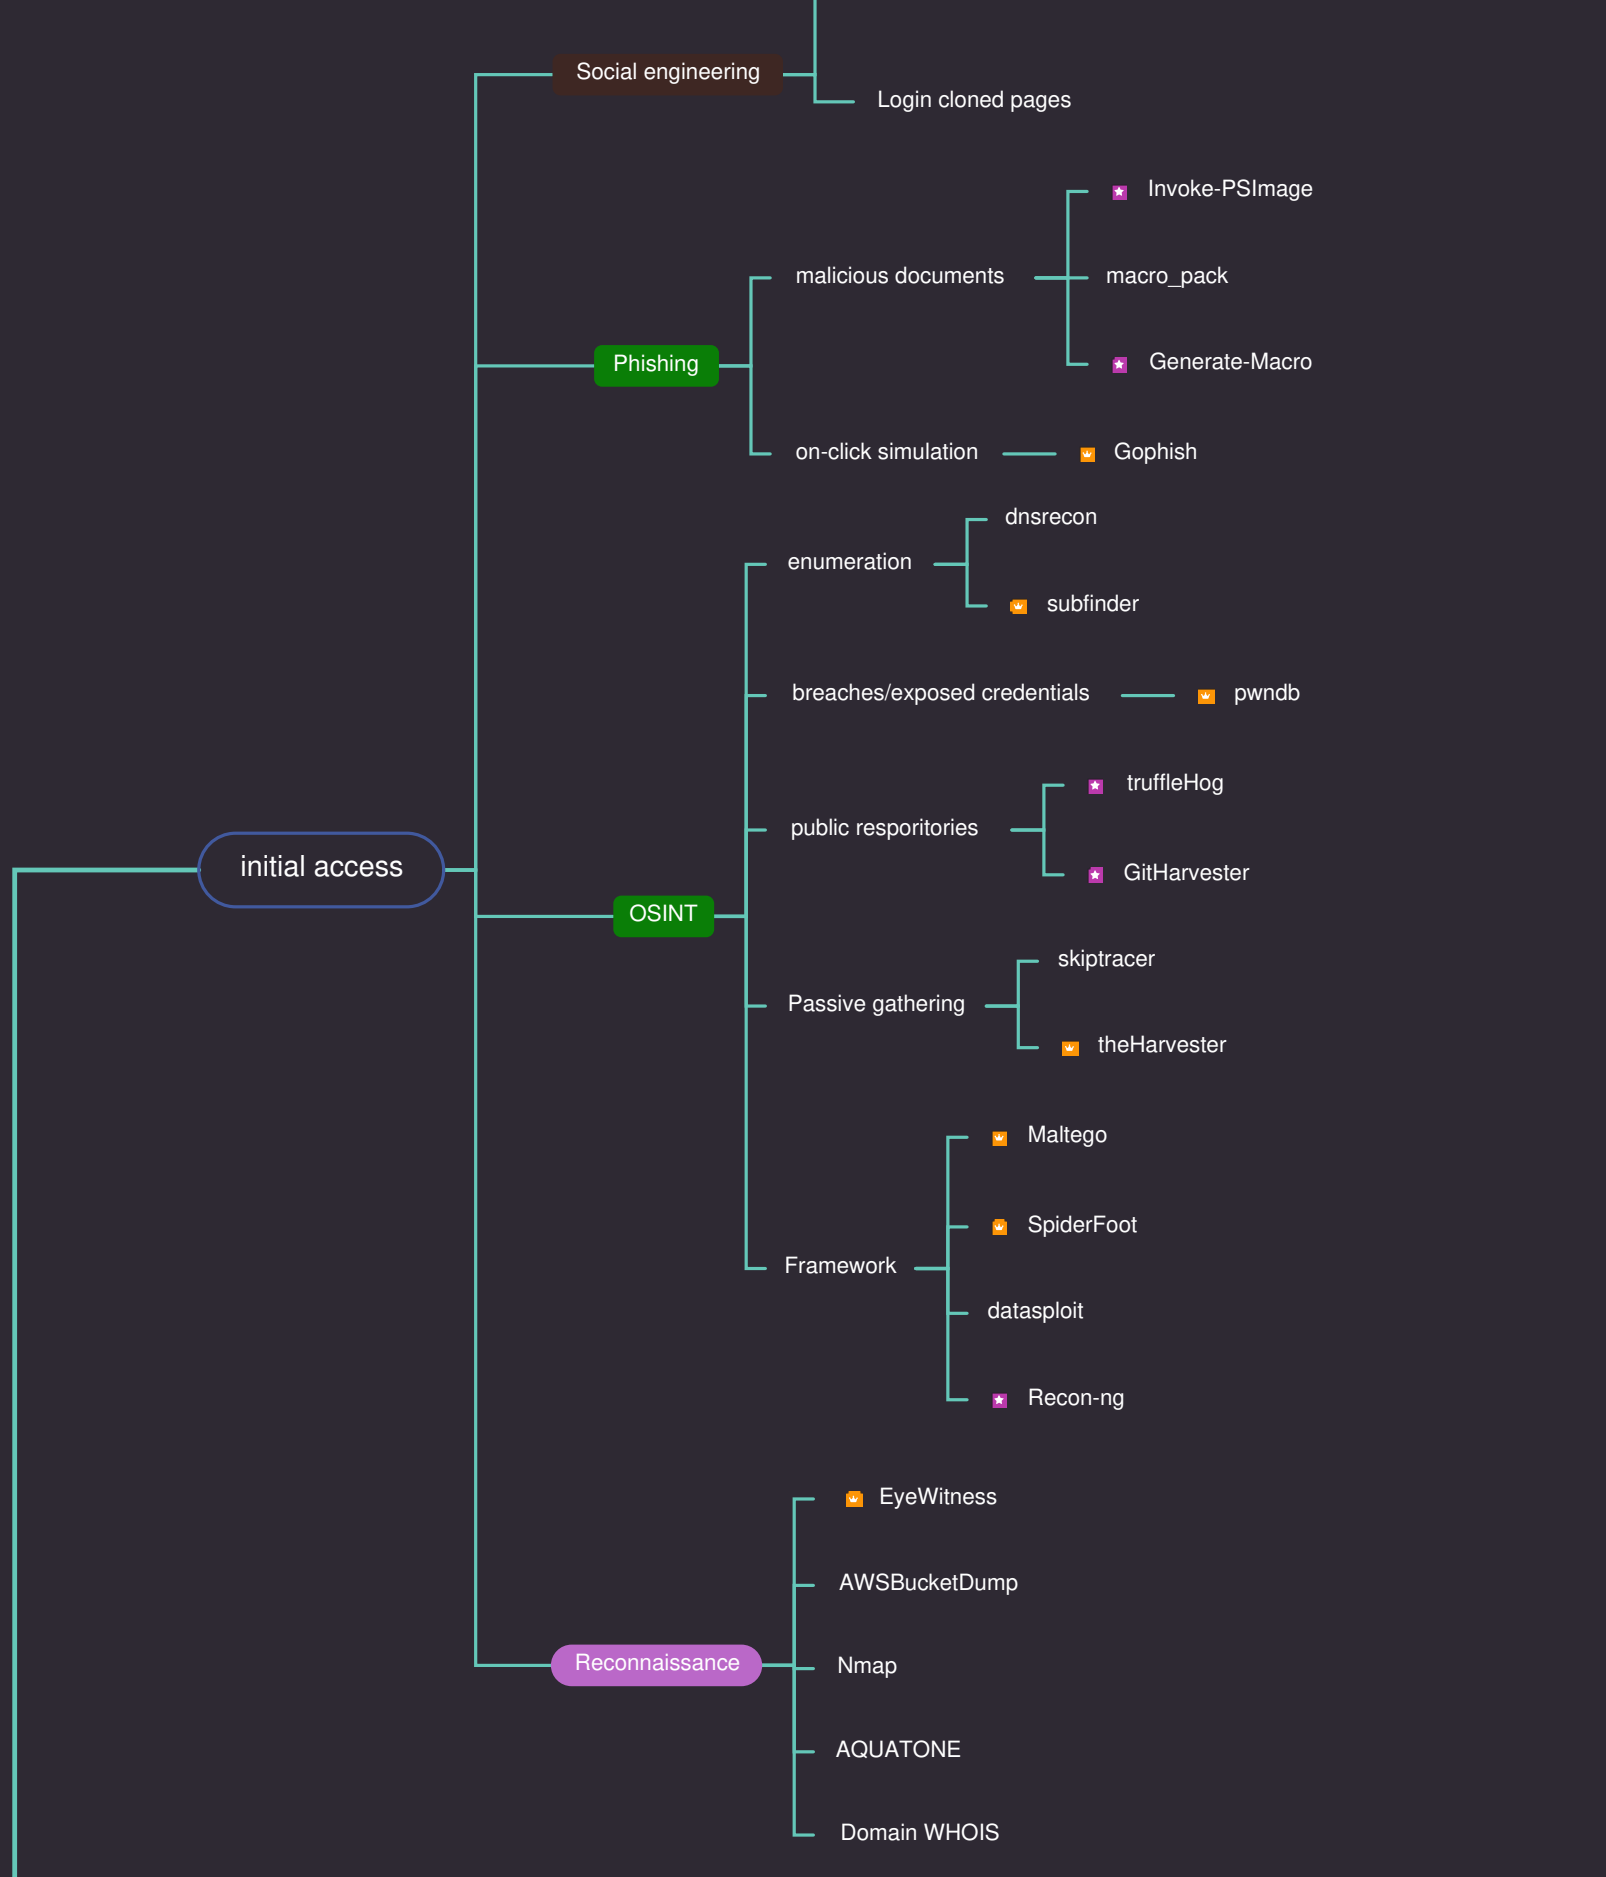 Social engineering
Login cloned pages
Invoke-PSImage
malicious documents
macro_pack
Generate-Macro
Phishing
on-click simulation
Gophish
dnsrecon
enumeration
subfinder
breaches/exposed credentials
pwndb
truffleHog
public resporitories
GitHarvester
initial access
OSINT
skiptracer
Passive gathering
theHarvester
Maltego
SpiderFoot
Framework
datasploit
Recon-ng
EyeWitness
AWSBucketDump
Reconnaissance
Nmap
AQUATONE
Domain WHOIS